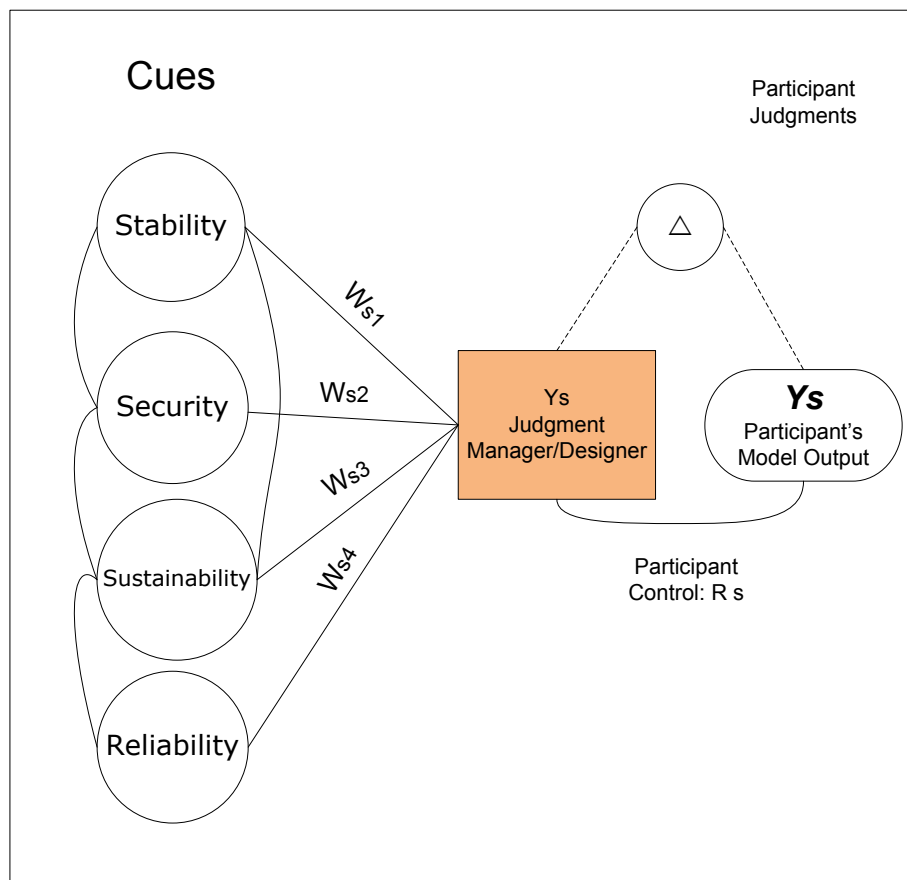 Cues
Participant
Judgments
Stability
△
Ws1
Security
Ws2
Ys
Judgment
Manager/Designer
Ys
Participant’s
Model Output
Ws3
Sustainability
Ws4
Participant
Control: R s
Reliability